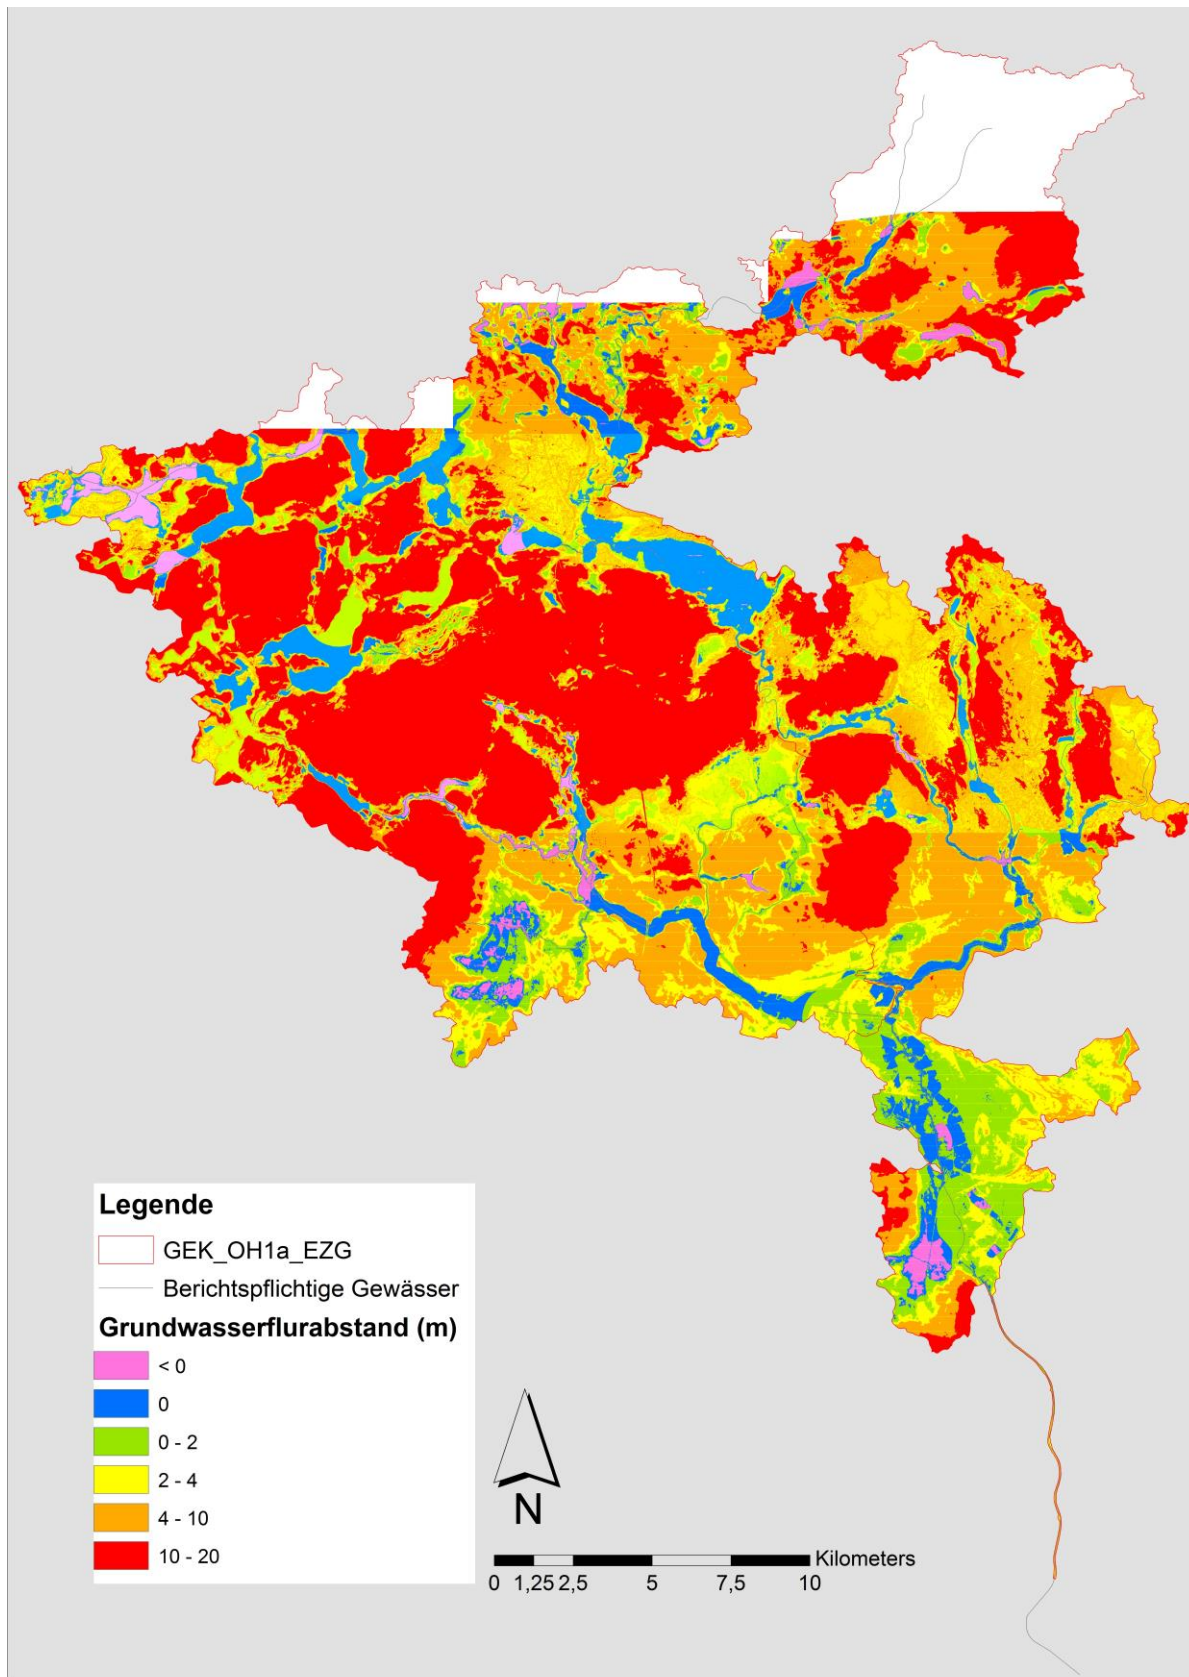 Legende
GEK_OH1a_EZG
Berichtspflichtige Gewässer
Grundwasserflurabstand (m)
< 0
0
0 - 2
2 - 4
4 - 10
10 - 20
N
Kilometers
0 1,25 2,5 5 7,5 10